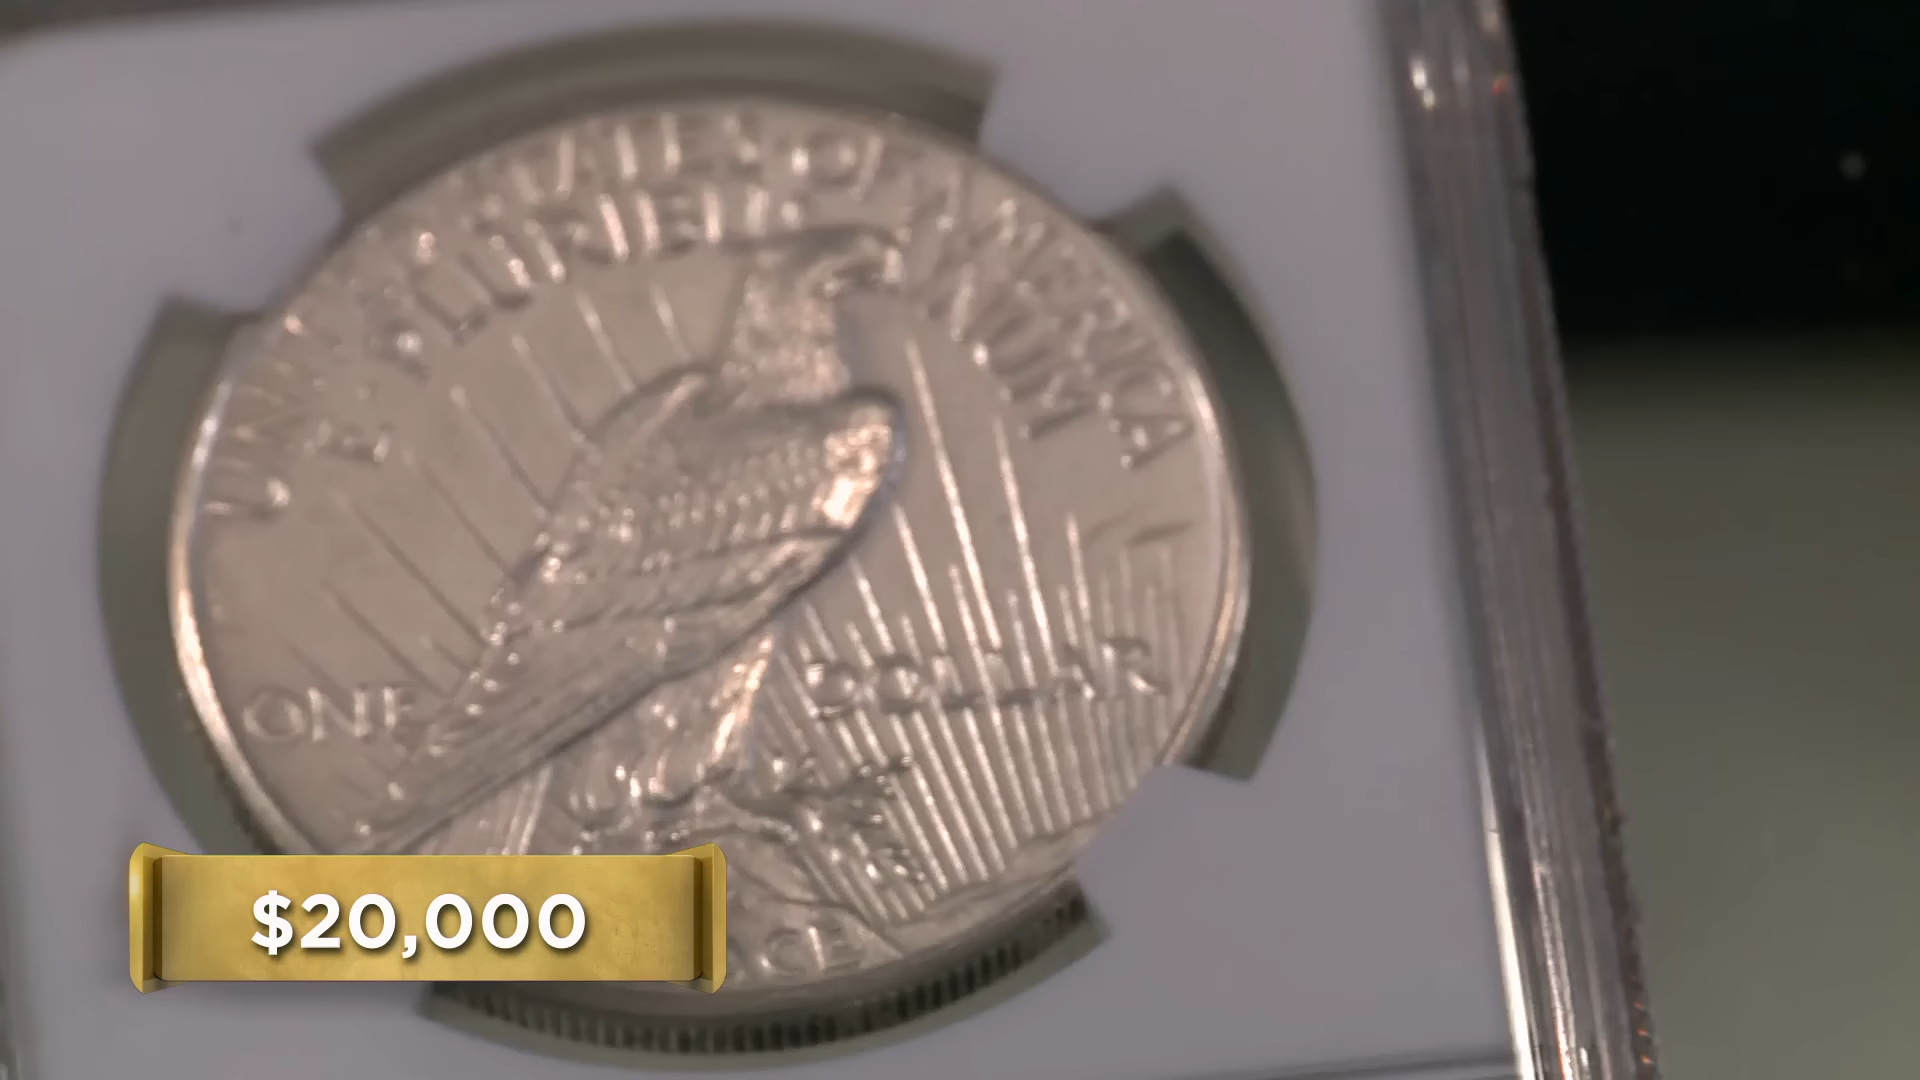 UNITED STATES OF AMERICA
E · PLURIBUS UNUM
ONE DOLLAR
$20,000